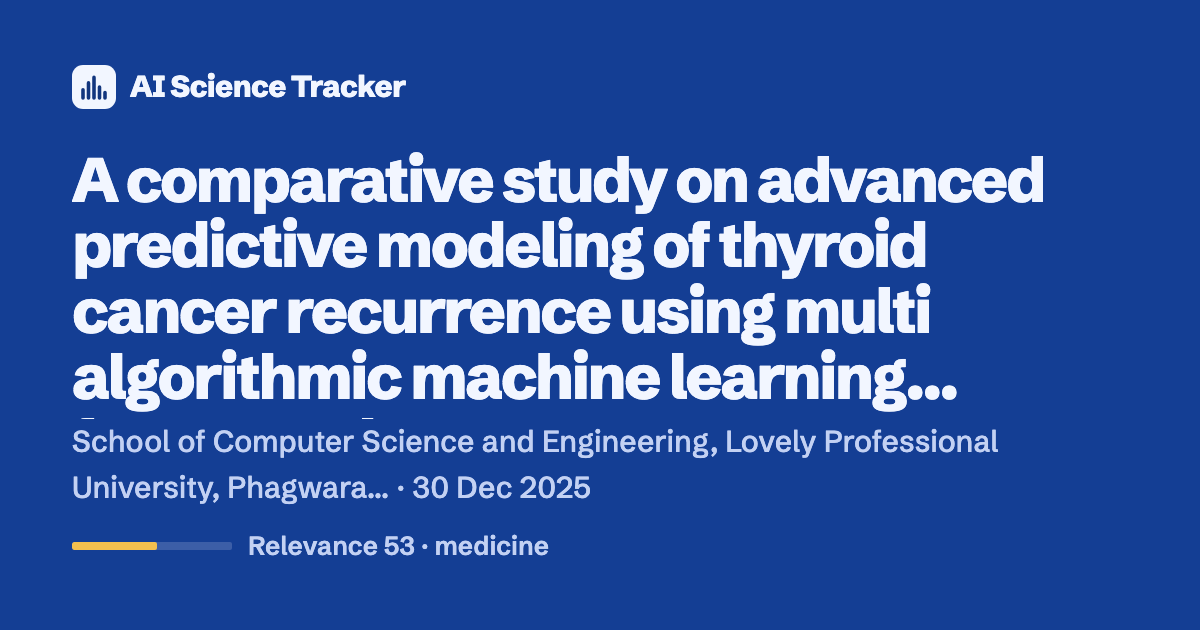 AI Science Tracker
A comparative study on advanced
predictive modeling of thyroid
cancer recurrence using multi
algorithmic machine learning...
School of Computer Science and Engineering, Lovely Professional
University, Phagwara... · 30 Dec 2025
Relevance 53 · medicine